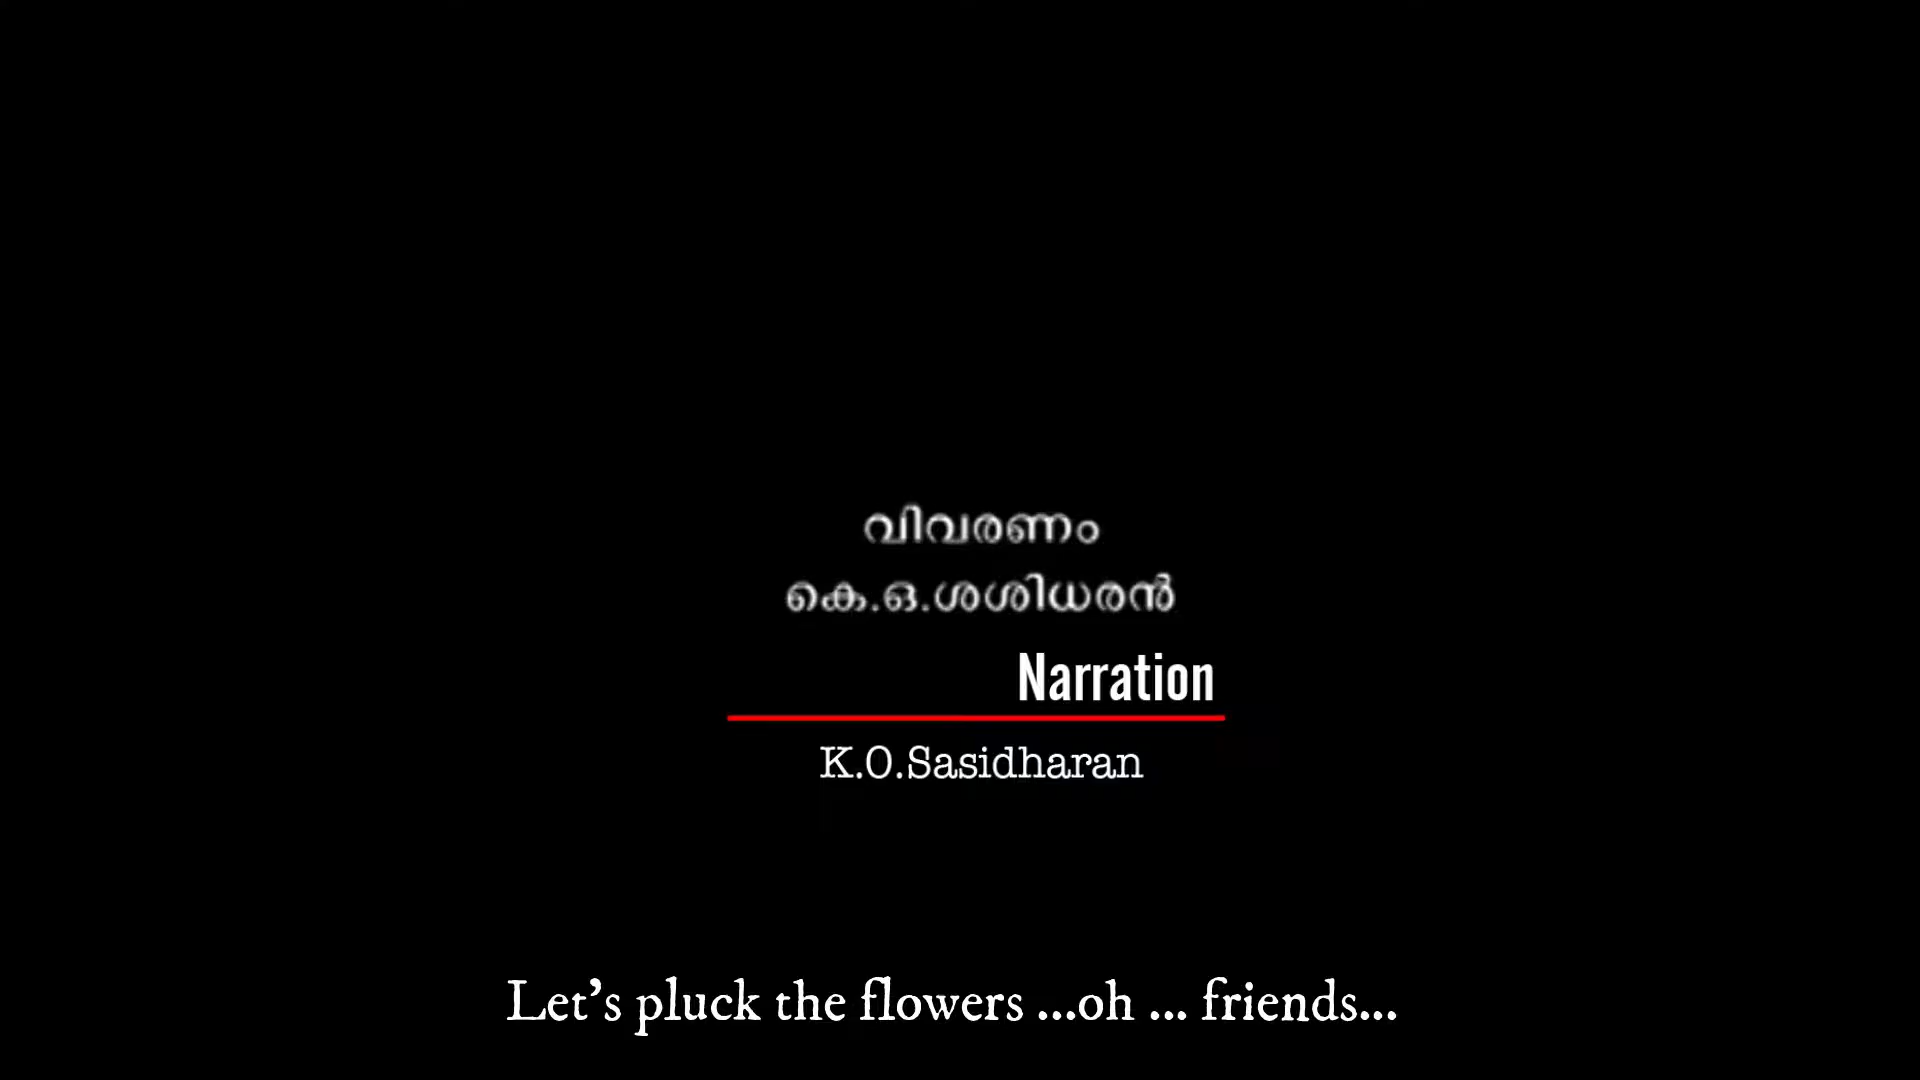 വിവരണം
കെ.ഒ.ശശിധരൻ
Narration
K.O.Sasidharan
Let's pluck the flowers ...oh ... friends...